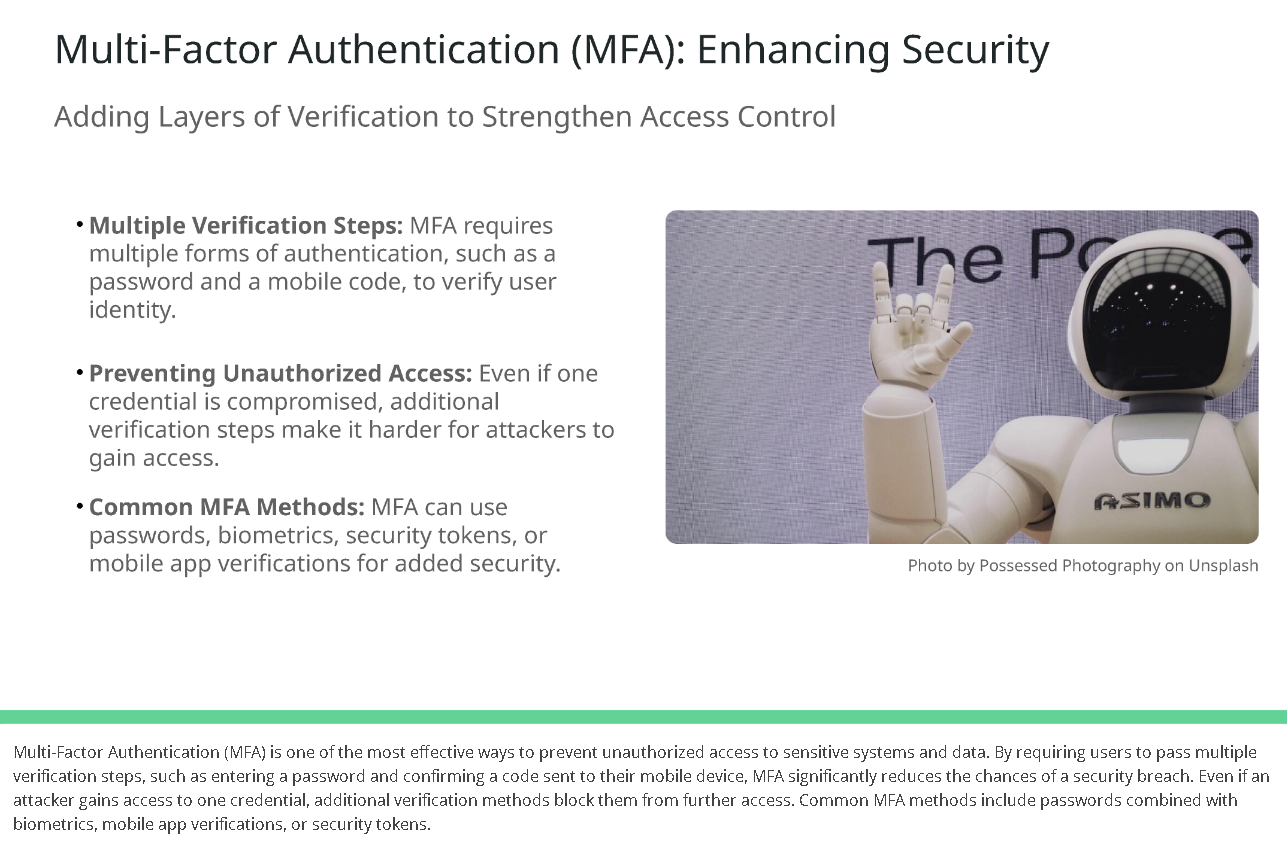 Multi-Factor Authentication (MFA): Enhancing Security
Adding Layers of Verification to Strengthen Access Control
• Multiple Verification Steps: MFA requires
multiple forms of authentication, such as a
password and a mobile code, to verify user
identity.
• Preventing Unauthorized Access: Even if one
credential is compromised, additional
verification steps make it harder for attackers to
gain access.
• Common MFA Methods: MFA can use
passwords, biometrics, security tokens, or
mobile app verifications for added security.
The Po
ASIMO
Photo by Possessed Photography on Unsplash
Multi-Factor Authentication (MFA) is one of the most effective ways to prevent unauthorized access to sensitive systems and data. By requiring users to pass multiple
verification steps, such as entering a password and confirming a code sent to their mobile device, MFA significantly reduces the chances of a security breach. Even if an
attacker gains access to one credential, additional verification methods block them from further access. Common MFA methods include passwords combined with
biometrics, mobile app verifications, or security tokens.